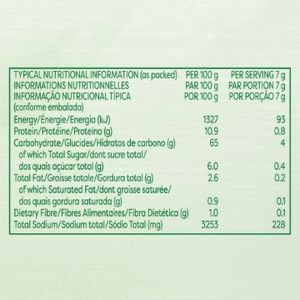 TYPICAL NUTRITIONAL INFORMATION (as packed) PER 100 g PER SERVING 7 g
INFORMATIONS NUTRITIONNELLES PAR 100 g PAR PORTION 7 g
INFORMAÇÃO NUTRICIONAL TÍPICA POR 100 g POR PORÇÃO 7 g
(conforme embalada)
Energy/Énergie/Energia (kJ) 1327 93
Protein/Protéine/Proteína (g) 10.9 0.8
Carbohydrate/Glucides/Hidratos de carbono (g) 65 4
of which Total Sugar/dont sucre total/
dos quais açúcar total (g) 6.0 0.4
Total Fat/Graisse totale/Gordura total (g) 2.6 0.2
of which Saturated Fat/dont graisse saturée/
dos quais gordura saturada (g) 0.9 0.1
Dietary Fibre/Fibres Alimentaires/Fibra Dietética (g) 1.0 0.1
Total Sodium/Sodium total/Sódio Total (mg) 3253 228